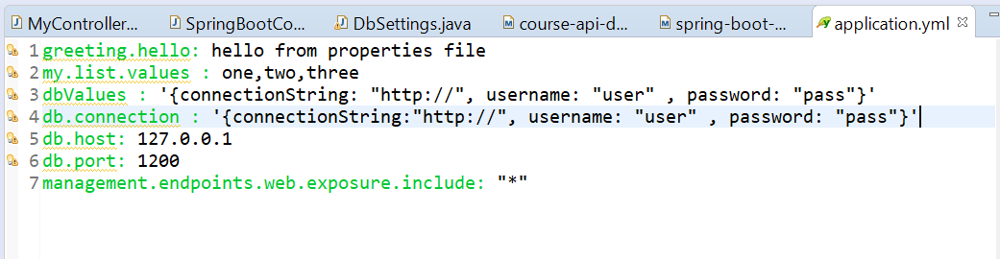 MyController... SpringBootCo... DbSettings.java course-api-d... spring-boot-... application.yml
1 greeting.hello: hello from properties file
2 my.list.values : one,two,three
3 dbValues : '{connectionString: "http://", username: "user" , password: "pass"}'
4 db.connection : '{connectionString:"http://", username: "user" , password: "pass"}'
5 db.host: 127.0.0.1
6 db.port: 1200
7 management.endpoints.web.exposure.include: "*"